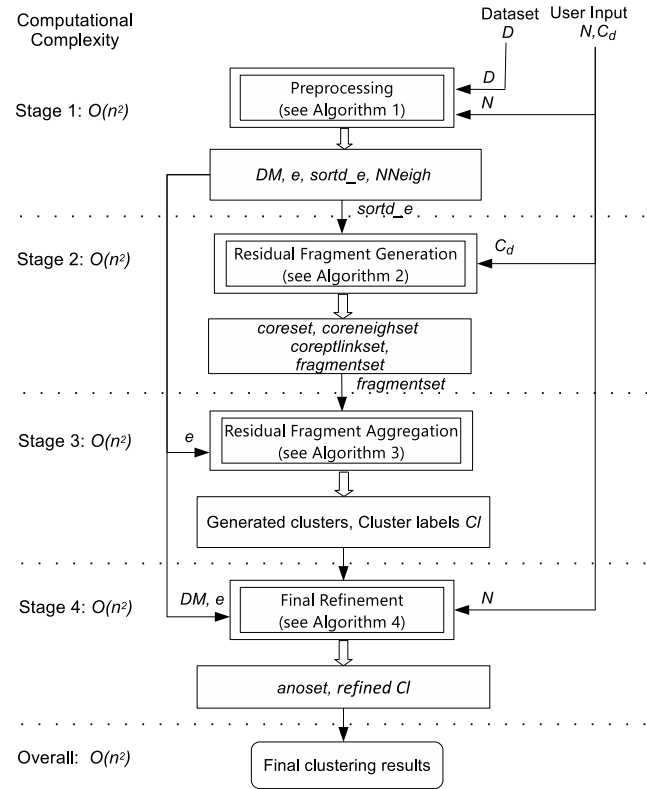 Computational
Complexity
Dataset
D
User Input
N,Cd
Stage 1: O(n²)
Preprocessing
(see Algorithm 1)
D
N
DM, e, sortd_e, NNeigh
sortd_e
Stage 2: O(n²)
Residual Fragment Generation
(see Algorithm 2)
Cd
coreset, coreneighset
coreptlinkset,
fragmentset
fragmentset
Stage 3: O(n²)
e
Residual Fragment Aggregation
(see Algorithm 3)
Generated clusters, Cluster labels Cl
Stage 4: O(n²)
DM, e
Final Refinement
(see Algorithm 4)
N
anoset, refined Cl
Overall: O(n²)
Final clustering results